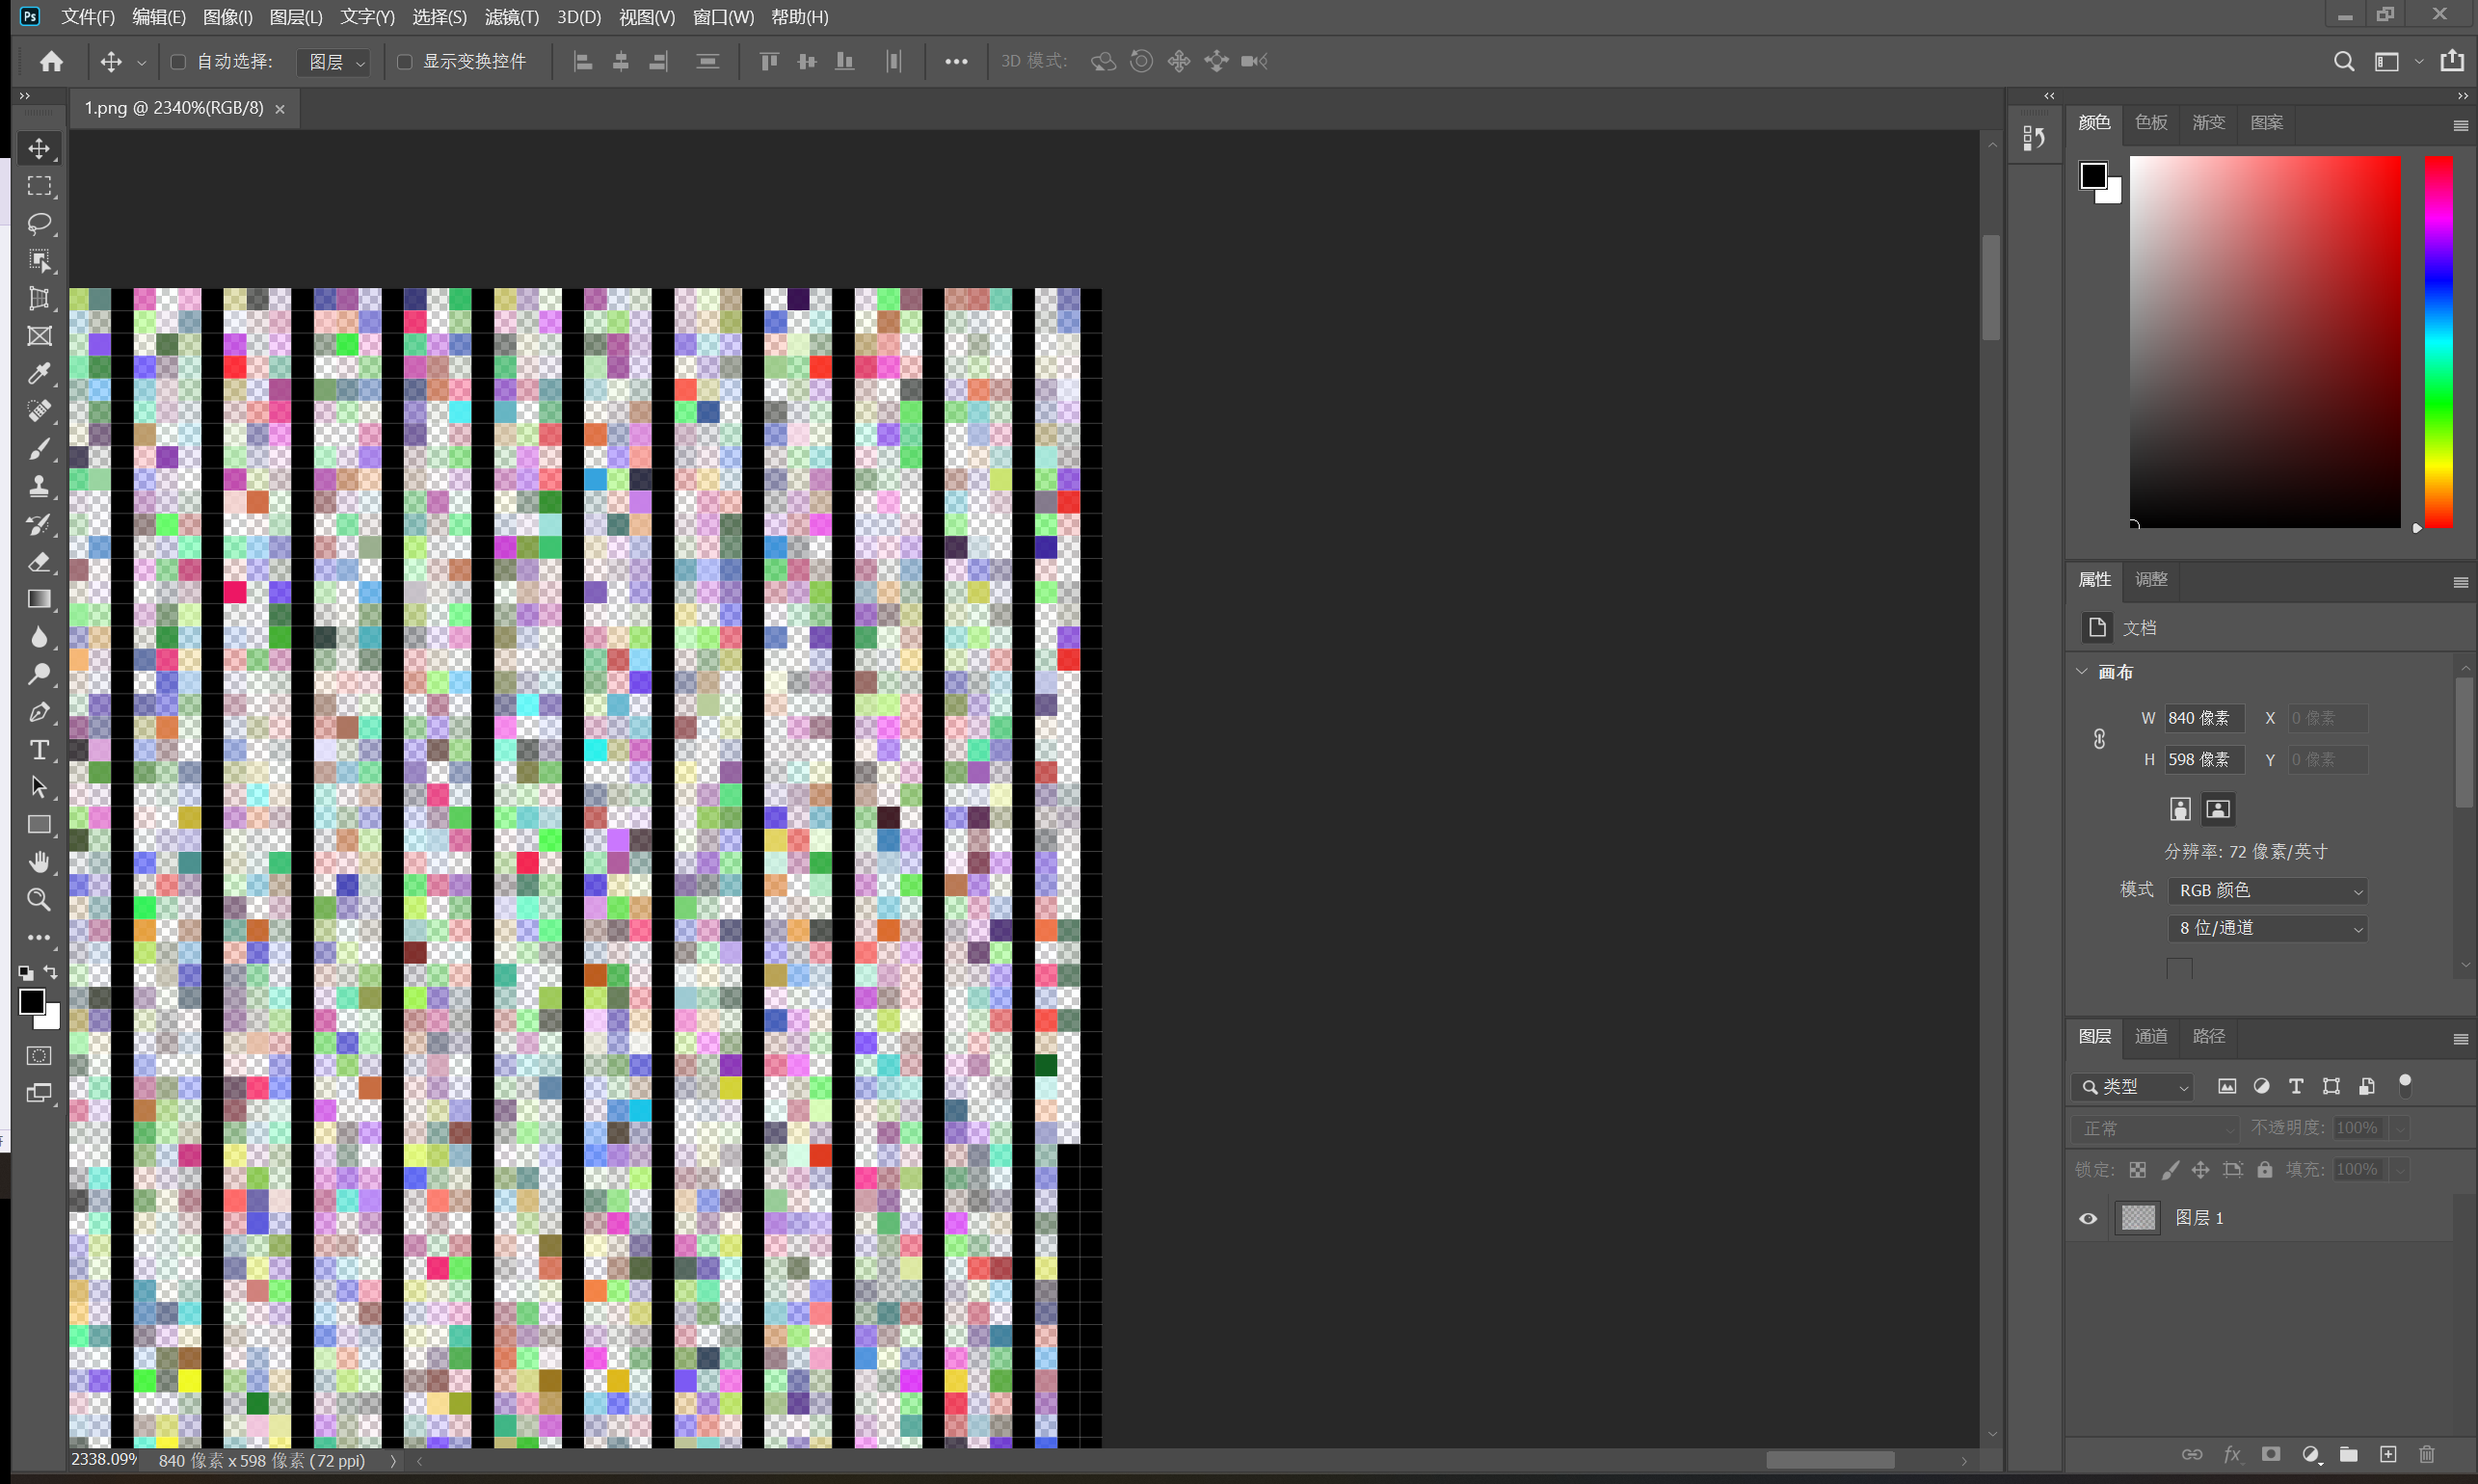 Ps 文件(F) 编辑(E) 图像(I) 图层(L) 文字(Y) 选择(S) 滤镜(T) 3D(D) 视图(V) 窗口(W) 帮助(H)
自动选择: 图层 显示变换控件 3D 模式:
1.png @ 2340%(RGB/8)
颜色 色板 渐变 图案
属性 调整
文档
画布
W 840 像素 X 0 像素
H 598 像素 Y 0 像素
分辨率: 72 像素/英寸
模式 RGB 颜色
8 位/通道
图层 通道 路径
类型
正常 不透明度: 100%
锁定: 填充: 100%
图层 1
2338.09% 840 像素 x 598 像素 (72 ppi)